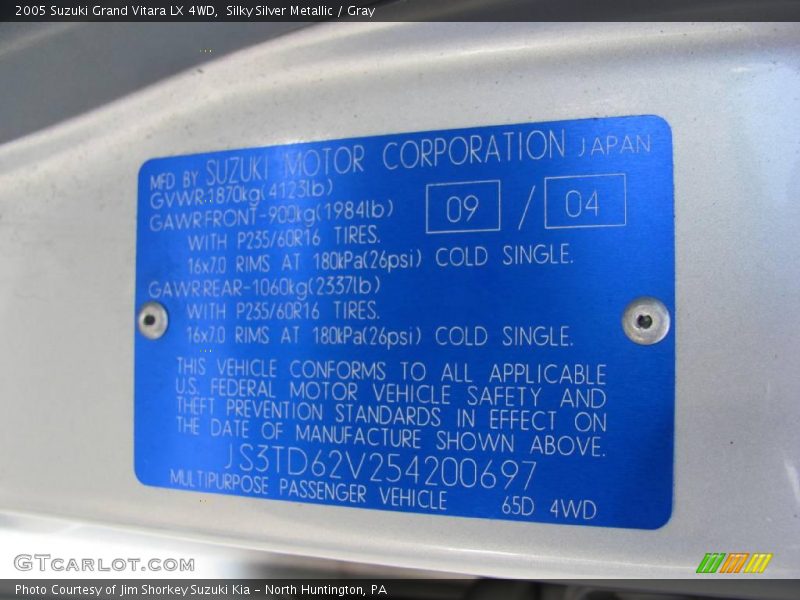 2005 Suzuki Grand Vitara LX 4WD, Silky Silver Metallic / Gray
MFD BY SUZUKI MOTOR CORPORATION JAPAN
GVWR:1870kg(4123lb)
GAWR:FRONT-900kg(1984lb) 09 / 04
WITH P235/60R16 TIRES.
16x7.0 RIMS AT 180kPa(26psi) COLD SINGLE.
GAWR:REAR-1060kg(2337lb)
WITH P235/60R16 TIRES.
16x7.0 RIMS AT 180kPa(26psi) COLD SINGLE.
THIS VEHICLE CONFORMS TO ALL APPLICABLE
U.S. FEDERAL MOTOR VEHICLE SAFETY AND
THEFT PREVENTION STANDARDS IN EFFECT ON
THE DATE OF MANUFACTURE SHOWN ABOVE.
JS3TD62V254200697
MULTIPURPOSE PASSENGER VEHICLE 65D 4WD
GTCARLOT.COM
Photo Courtesy of Jim Shorkey Suzuki Kia - North Huntington, PA